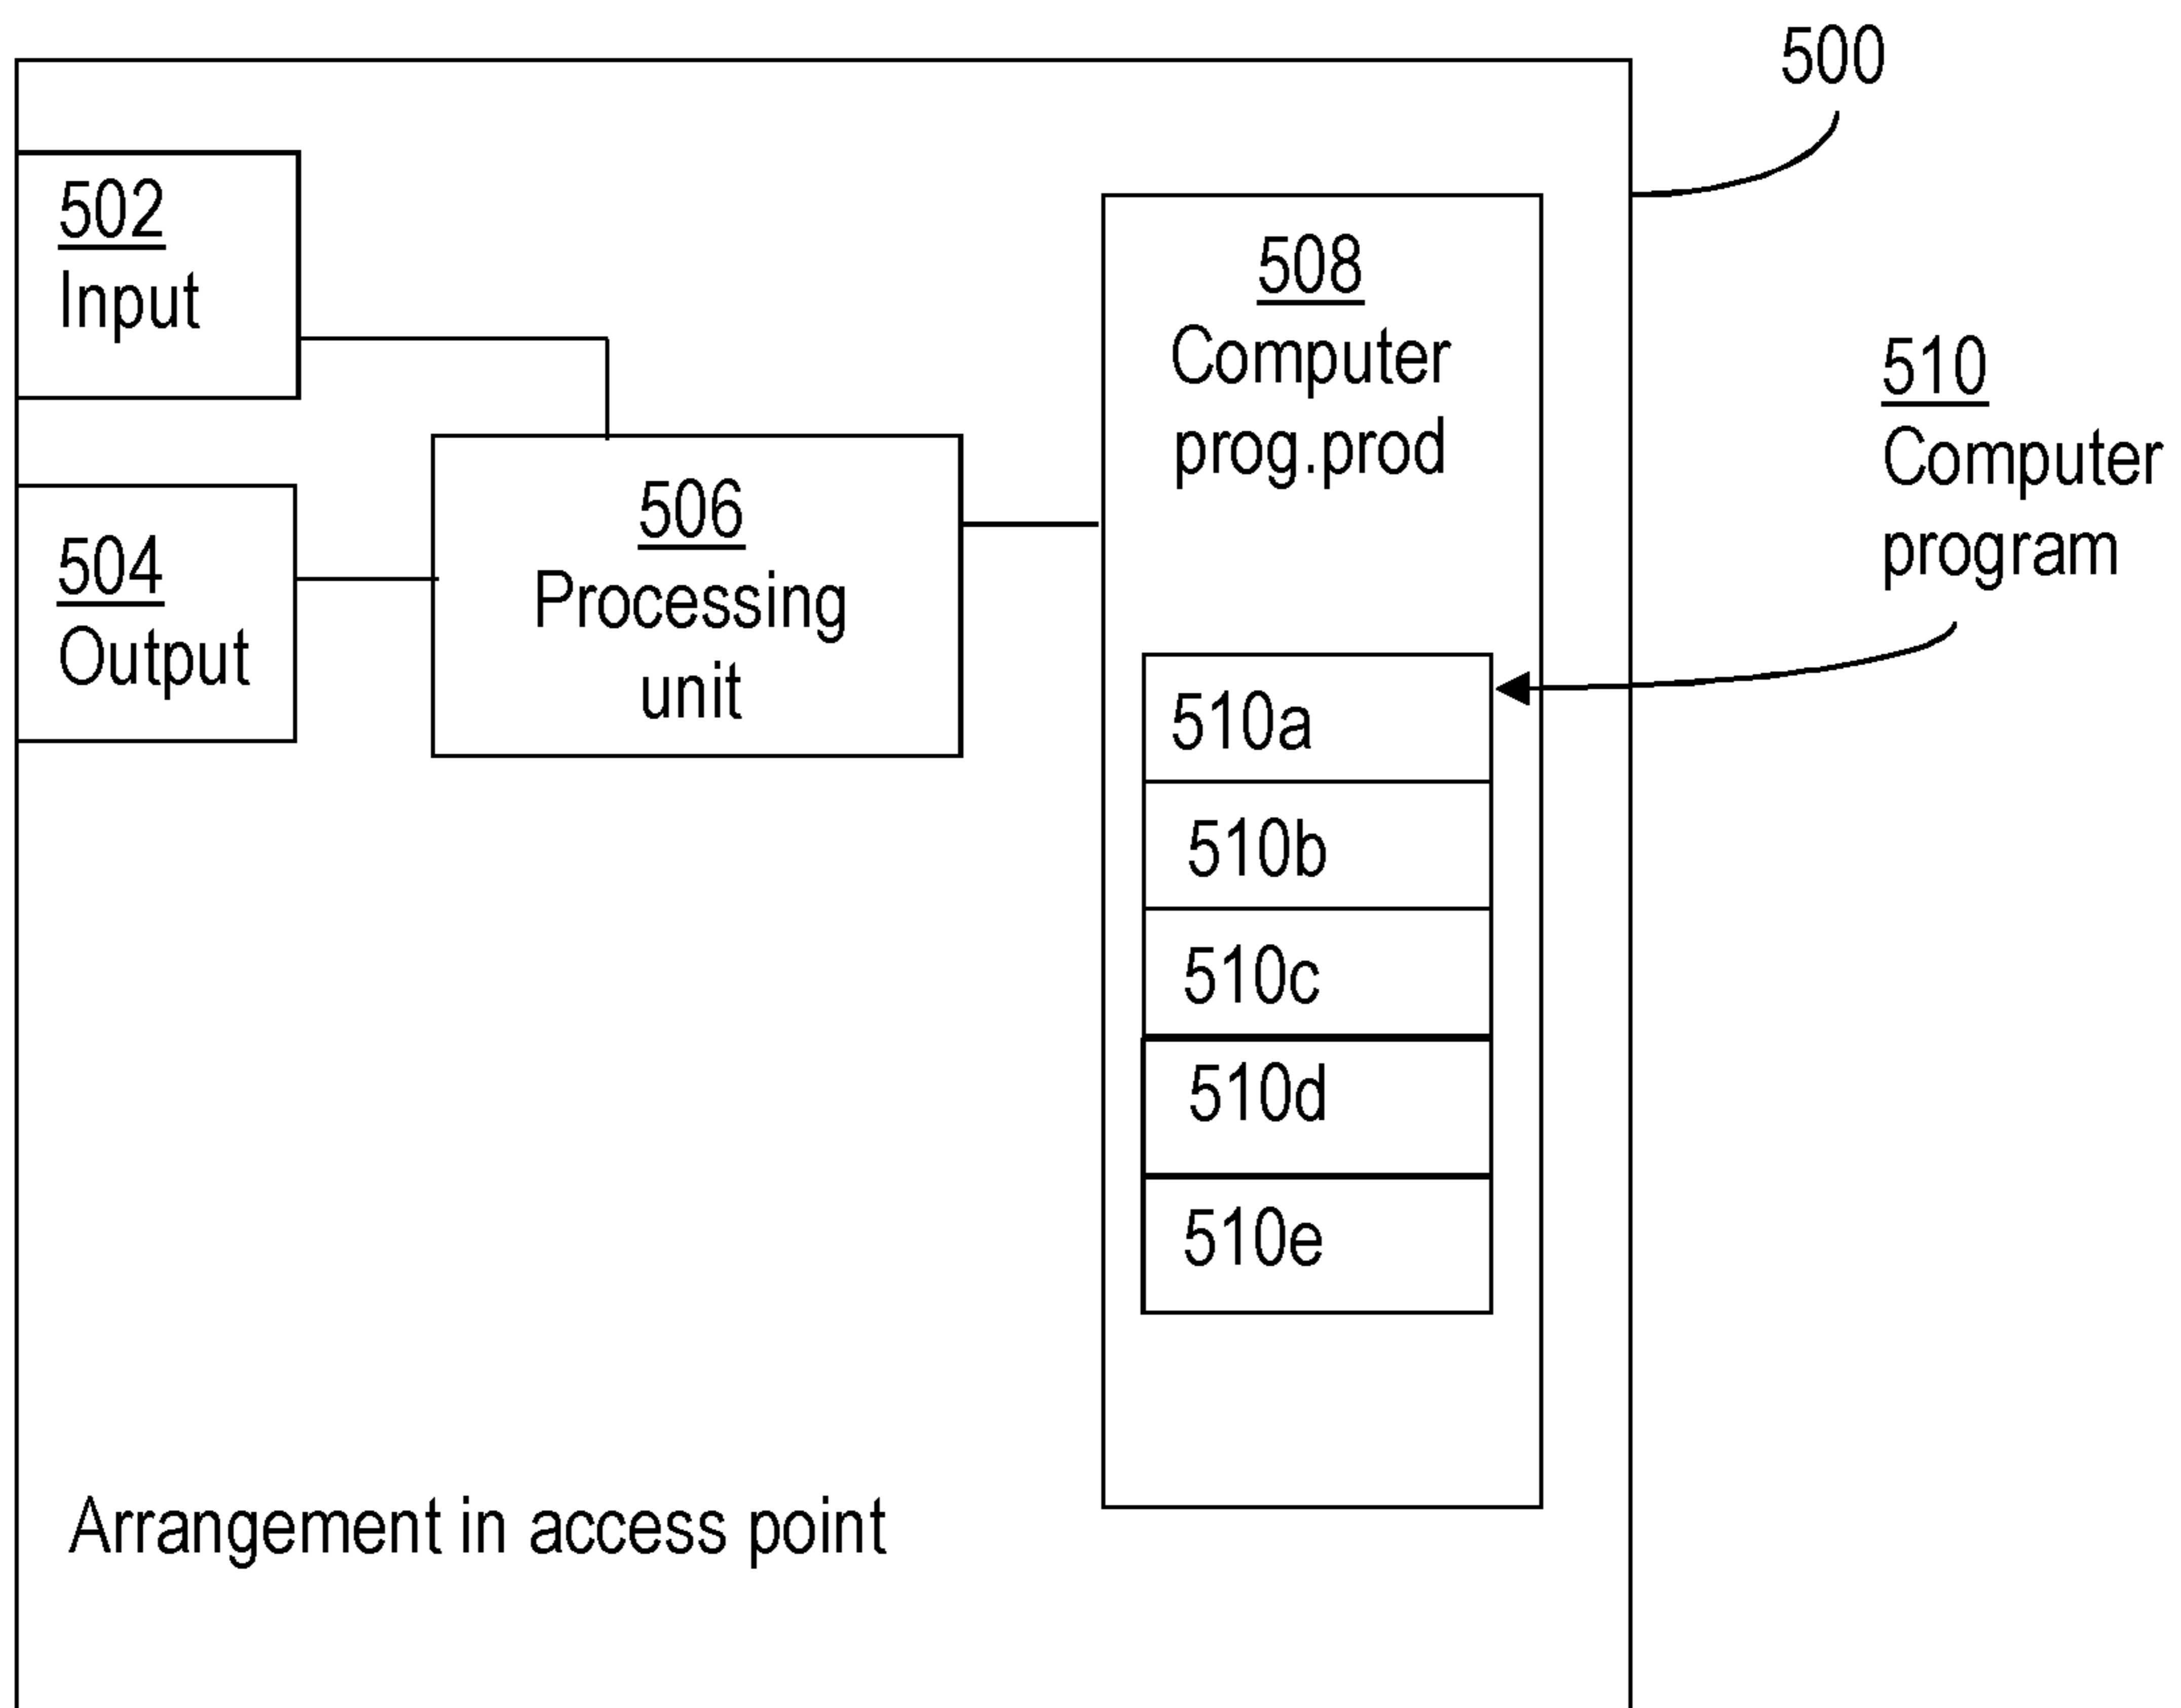 500
502
Input
504
Output
506
Processing
unit
508
Computer
prog.prod
510
Computer
program
510a
510b
510c
510d
510e
Arrangement in access point